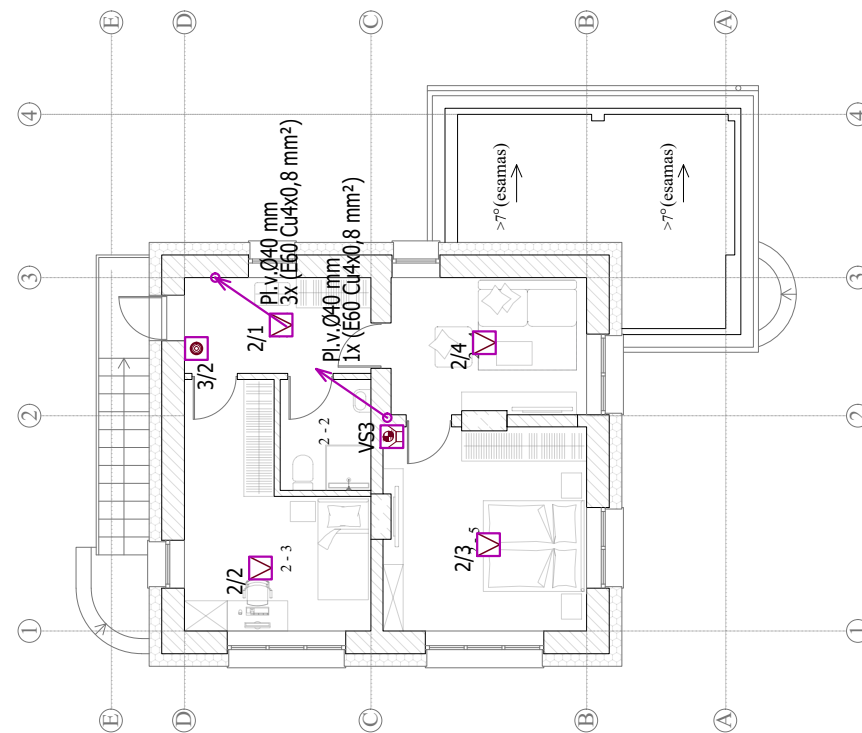 E
D
C
B
A
4
4
Pl.v.Ø40 mm
3x (E60 Cu4x0,8 mm²)
Pl.v.Ø40 mm
1x (E60 Cu4x0,8 mm²)
>7°(esamas)
>7°(esamas)
3
3
2/1
3/2
2/4
2
2
2 - 2
VS3
2/2
2 - 3
2/3
1
1
E
D
C
B
A